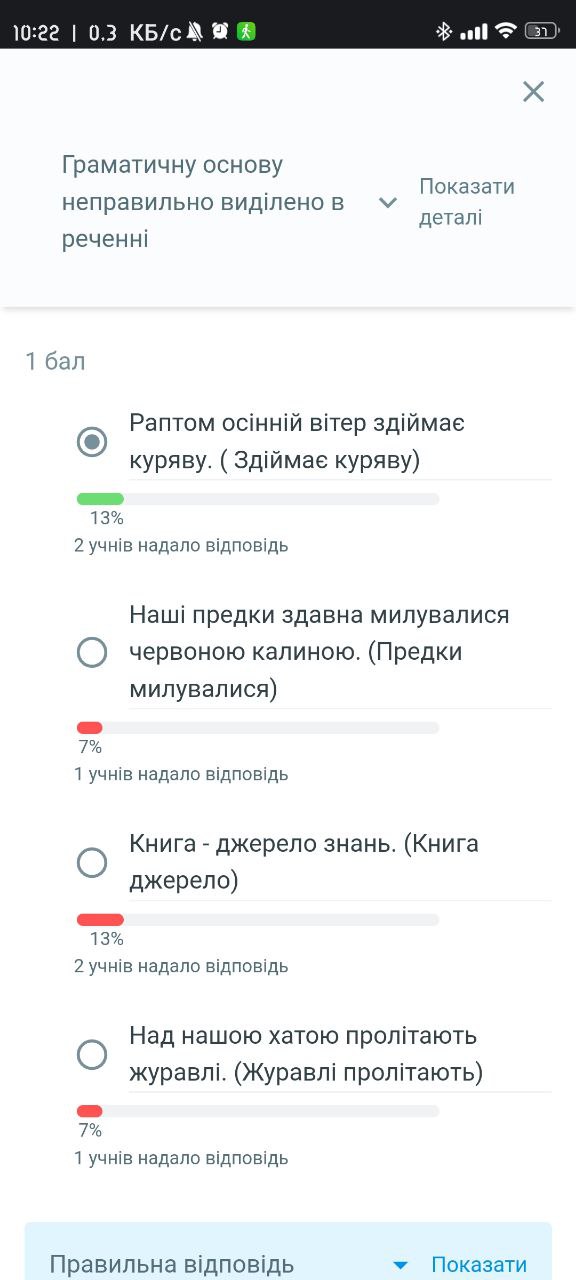 10:22 | 0.3 КБ/с 37
Граматичну основу
неправильно виділено в
реченні
Показати
деталі
1 бал
Раптом осінній вітер здіймає
куряву. ( Здіймає куряву)
13%
2 учнів надало відповідь
Наші предки здавна милувалися
червоною калиною. (Предки
милувалися)
7%
1 учнів надало відповідь
Книга - джерело знань. (Книга
джерело)
13%
2 учнів надало відповідь
Над нашою хатою пролітають
журавлі. (Журавлі пролітають)
7%
1 учнів надало відповідь
Правильна відповідь Показати